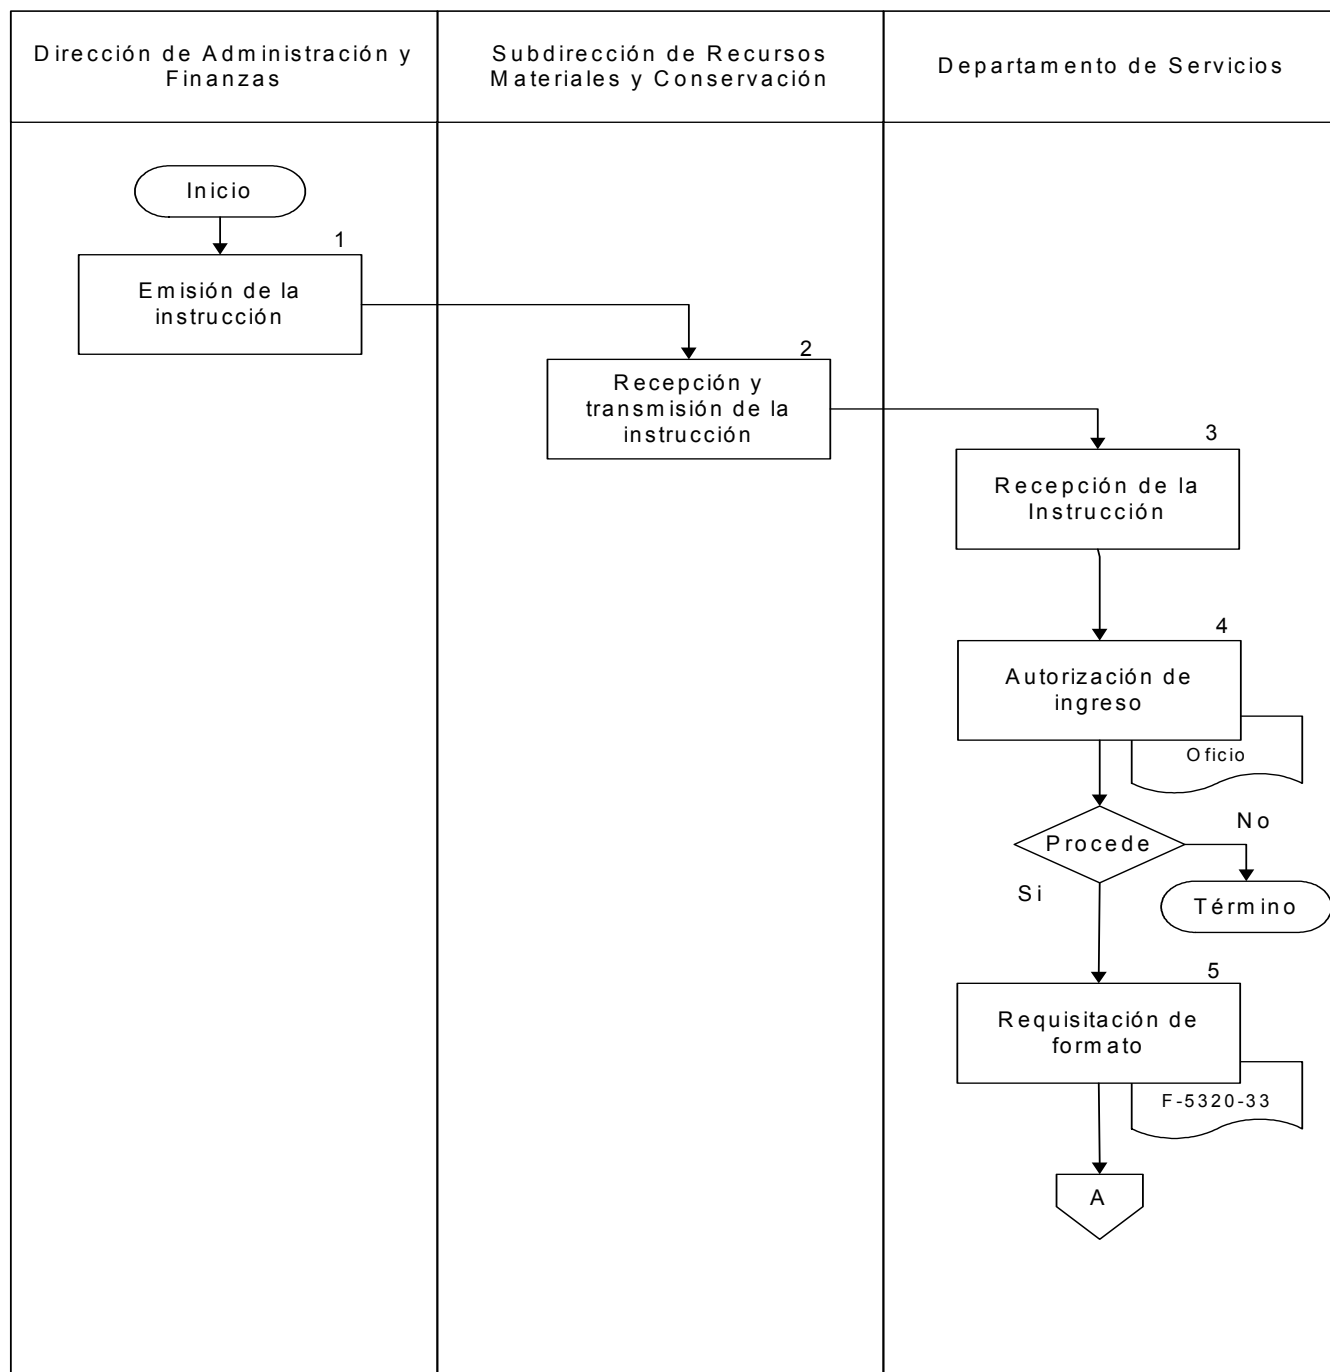 Dirección de Administración y
Finanzas
Subdirección de Recursos
Materiales y Conservación
Departamento de Servicios
Inicio
1
Emisión de la
instrucción
2
Recepción y
transmisión de la
instrucción
3
Recepción de la
Instrucción
4
Autorización de
ingreso
Oficio
Procede
No
Si
Término
5
Requisitación de
formato
F-5320-33
A